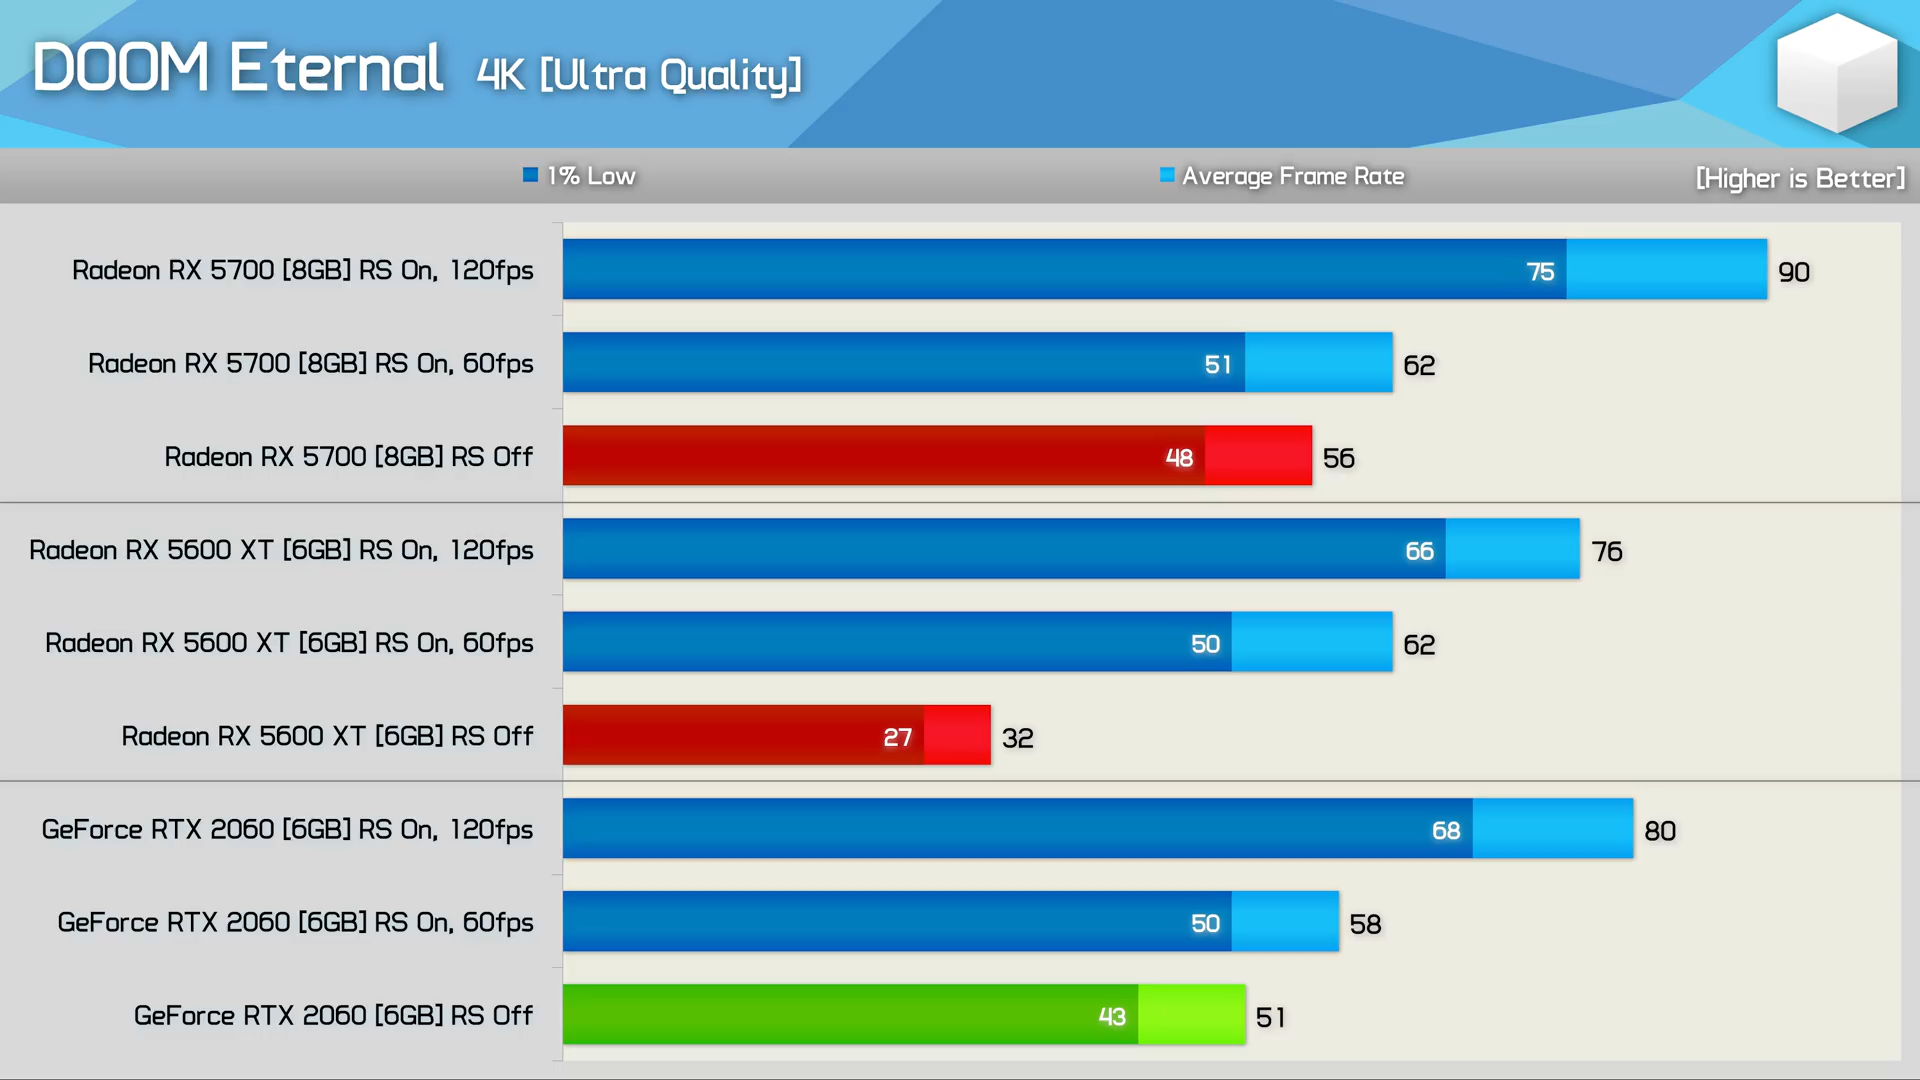 DOOM Eternal 4K [Ultra Quality]
1% Low Average Frame Rate [Higher is Better]
Radeon RX 5700 [8GB] RS On, 120fps 75 90
Radeon RX 5700 [8GB] RS On, 60fps 51 62
Radeon RX 5700 [8GB] RS Off 48 56
Radeon RX 5600 XT [6GB] RS On, 120fps 66 76
Radeon RX 5600 XT [6GB] RS On, 60fps 50 62
Radeon RX 5600 XT [6GB] RS Off 27 32
GeForce RTX 2060 [6GB] RS On, 120fps 68 80
GeForce RTX 2060 [6GB] RS On, 60fps 50 58
GeForce RTX 2060 [6GB] RS Off 43 51